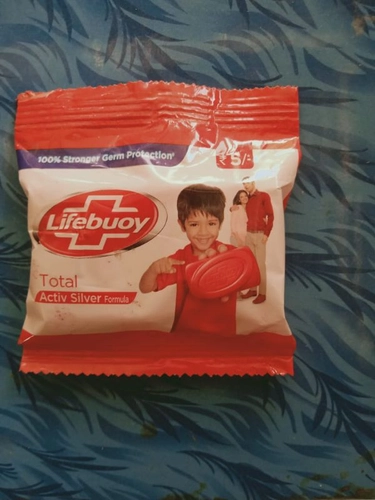 100% Stronger Germ Protection*
₹5/-
Lifebuoy
Total
Activ Silver Formula